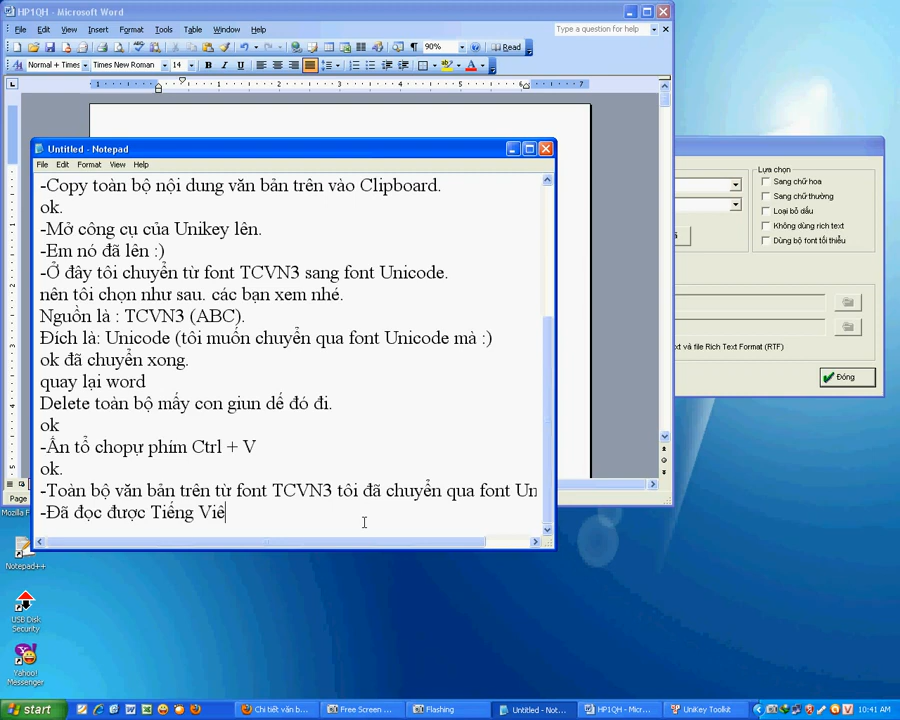 HP1QH - Microsoft Word
File Edit View Insert Format Tools Table Window Help
Type a question for help
90%
Read
Normal + Times
Times New Roman
14
B I U
Untitled - Notepad
File Edit Format View Help
-Copy toàn bộ nội dung văn bản trên vào Clipboard.
ok.
-Mở công cụ của Unikey lên.
-Em nó đã lên :)
-Ở đây tôi chuyển từ font TCVN3 sang font Unicode.
nên tôi chọn như sau. các bạn xem nhé.
Nguồn là : TCVN3 (ABC).
Đích là: Unicode (tôi muốn chuyển qua font Unicode mà :)
ok đã chuyển xong.
quay lại word
Delete toàn bộ mấy con giun dế đó đi.
ok
-Ấn tổ chopự phím Ctrl + V
ok.
-Toàn bộ văn bản trên từ font TCVN3 tôi đã chuyển qua font Un
-Đã đọc được Tiếng Viê
Lựa chọn
Sang chữ hoa
Sang chữ thường
Loại bỏ dấu
Không dùng rich text
Dùng bộ font tối thiểu
xt và file Rich Text Format (RTF)
Đóng
Page
Mozilla F
Notepad++
USB Disk
Security
Yahoo!
Messenger
start
Chi tiết văn b...
Free Screen ...
Flashing
Untitled - Not...
HP1QH - Micr...
UniKey Toolkit
10:41 AM